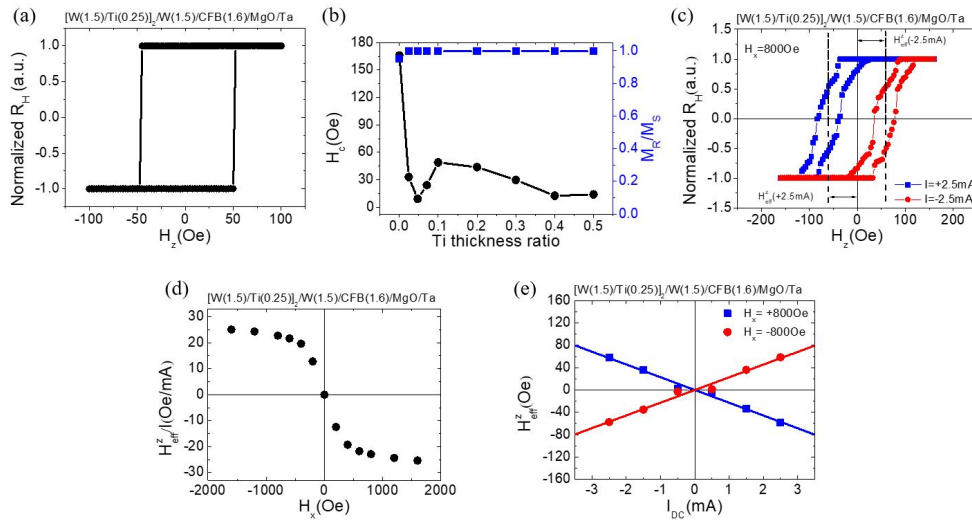 (a)
[W(1.5)/Ti(0.25)]2/W(1.5)/CFB(1.6)/MgO/Ta
Normalized RH (a.u.)
1.0
0.5
0.0
-0.5
-1.0
-100 -50 0 50 100
Hz(Oe)
(b)
Hc(Oe)
180
150
120
90
60
30
0
0.0 0.1 0.2 0.3 0.4 0.5
Ti thickness ratio
1.0
0.8
0.6
0.4
0.2
0.0
MR/MS
(c)
[W(1.5)/Ti(0.25)]2/W(1.5)/CFB(1.6)/MgO/Ta
Normalized RH(a.u.)
1.5
1.0
0.5
0.0
-0.5
-1.0
-1.5
Hx=800Oe
Hzeff(-2.5mA)
Hzeff(+2.5mA)
I=+2.5mA
I=-2.5mA
-200 -100 0 100 200
Hz(Oe)
(d)
[W(1.5)/Ti(0.25)]2/W(1.5)/CFB(1.6)/MgO/Ta
Hzeff/I(Oe/mA)
30
20
10
0
-10
-20
-30
-2000 -1000 0 1000 2000
Hx(Oe)
(e)
[W(1.5)/Ti(0.25)]2/W(1.5)/CFB(1.6)/MgO/Ta
Hzeff(Oe)
160
120
80
40
0
-40
-80
-120
-160
Hx= +800Oe
Hx= -800Oe
-3 -2 -1 0 1 2 3
IDC(mA)